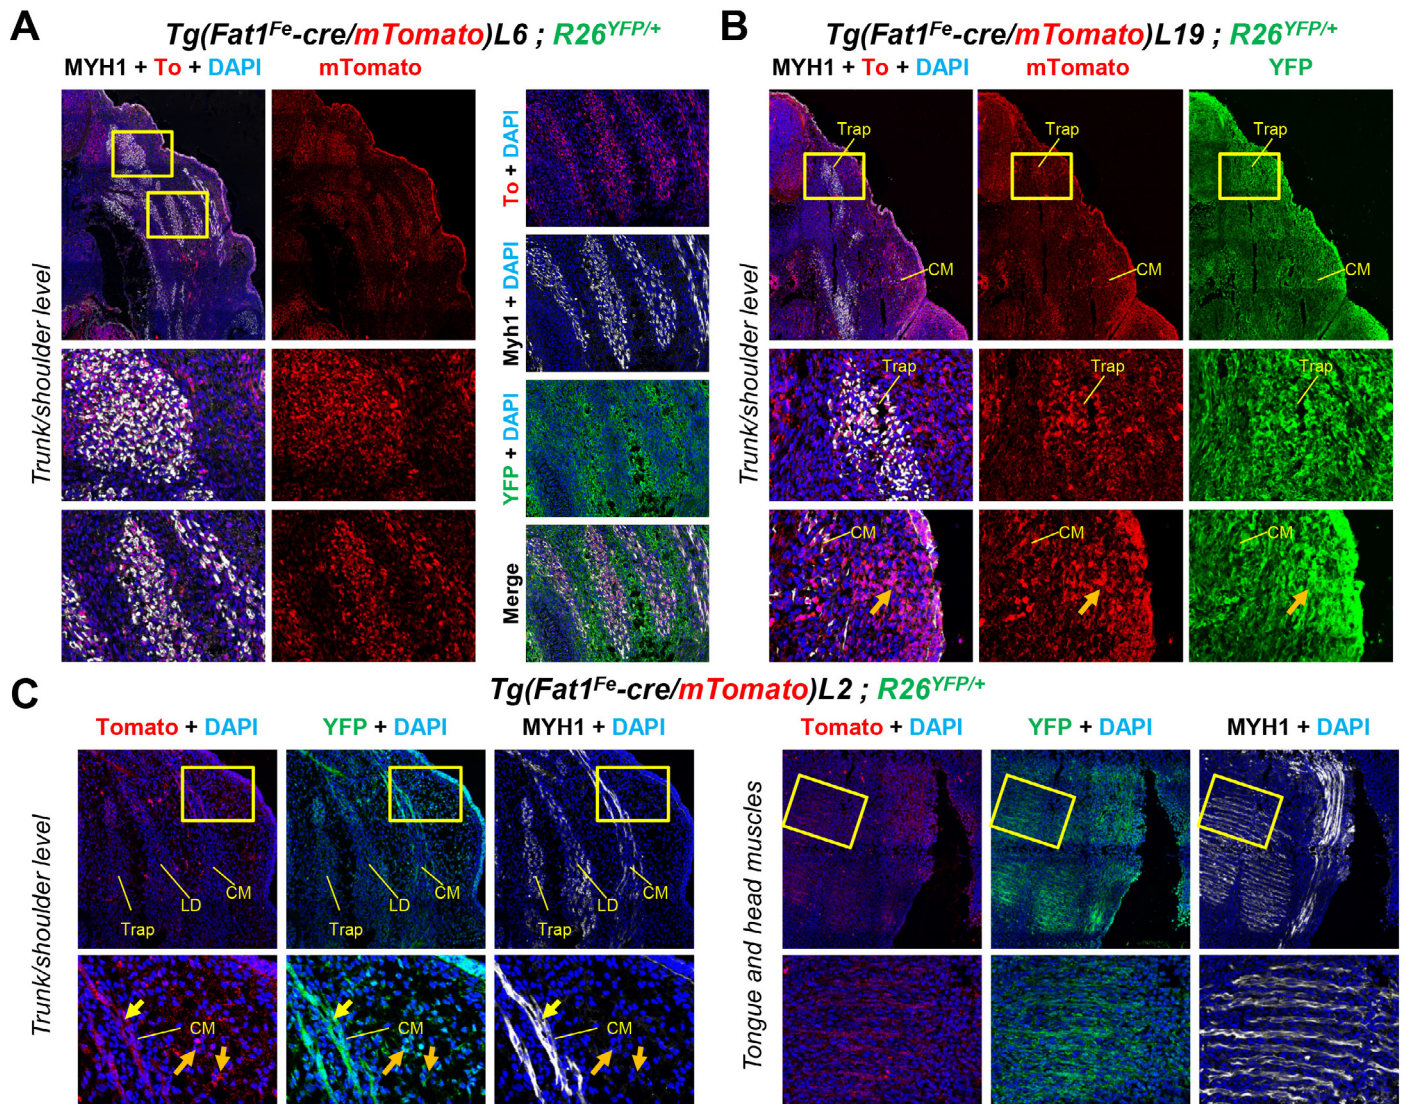 A
Tg(Fat1Fe-cre/mTomato)L6 ; R26YFP/+
MYH1 + To + DAPI
mTomato
Trunk/shoulder level
To + DAPI
Myh1 + DAPI
YFP + DAPI
Merge
B
Tg(Fat1Fe-cre/mTomato)L19 ; R26YFP/+
MYH1 + To + DAPI
mTomato
YFP
Trunk/shoulder level
Trap
Trap
Trap
CM
CM
CM
Trap
Trap
Trap
CM
CM
CM
C
Tg(Fat1Fe-cre/mTomato)L2 ; R26YFP/+
Tomato + DAPI
YFP + DAPI
MYH1 + DAPI
Trunk/shoulder level
CM
LD
Trap
CM
LD
Trap
CM
LD
Trap
CM
CM
CM
Tomato + DAPI
YFP + DAPI
MYH1 + DAPI
Tongue and head muscles